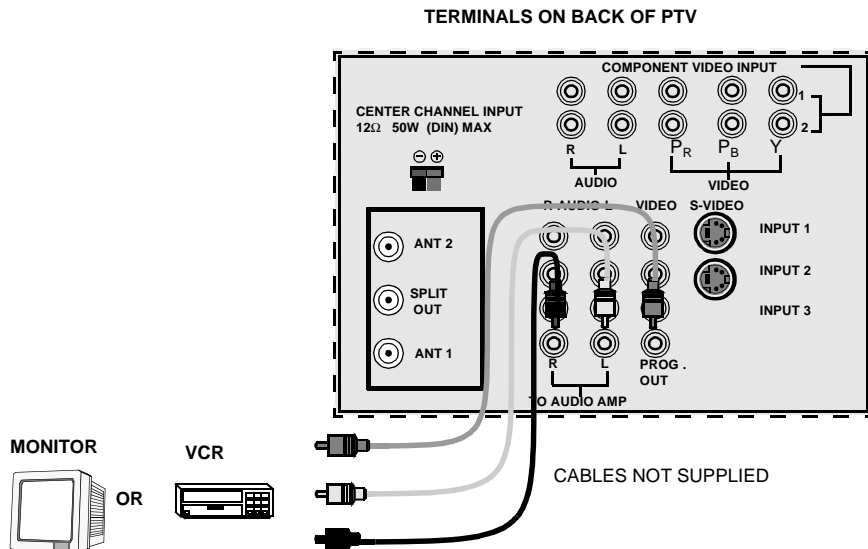 TERMINALS ON BACK OF PTV
COMPONENT VIDEO INPUT
CENTER CHANNEL INPUT
12Ω 50W (DIN) MAX
1
2
R L PR PB Y
AUDIO
VIDEO
R AUDIO L VIDEO S-VIDEO
INPUT 1
ANT 2
INPUT 2
SPLIT
OUT
INPUT 3
ANT 1
R L PROG .
OUT
TO AUDIO AMP
MONITOR
VCR
OR
CABLES NOT SUPPLIED